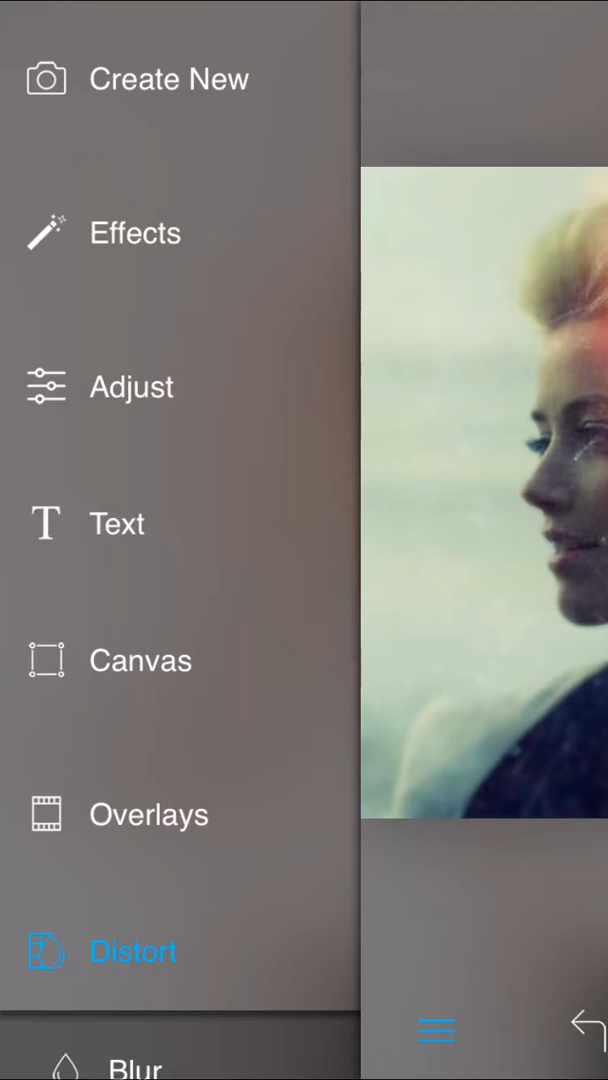 Create New
Effects
Adjust
Text
Canvas
Overlays
Distort
Blur